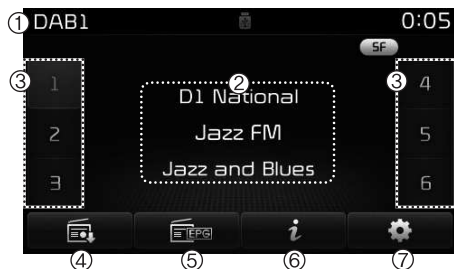 ① DAB1 0:05
SF
③ ② ③
1 D1 National 4
2 Jazz FM 5
3 Jazz and Blues 6
EPG i
④ ⑤ ⑥ ⑦